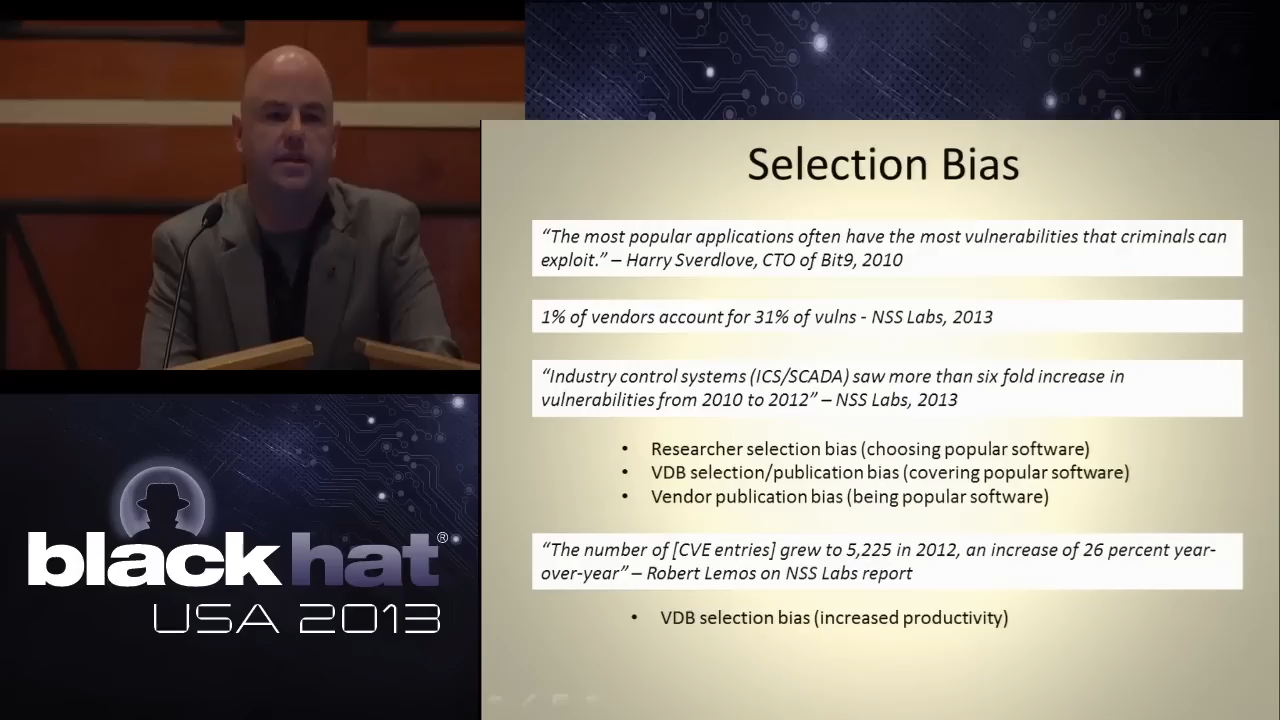 Selection Bias
“The most popular applications often have the most vulnerabilities that criminals can
exploit.” – Harry Sverdlove, CTO of Bit9, 2010
1% of vendors account for 31% of vulns - NSS Labs, 2013
“Industry control systems (ICS/SCADA) saw more than six fold increase in
vulnerabilities from 2010 to 2012” – NSS Labs, 2013
• Researcher selection bias (choosing popular software)
• VDB selection/publication bias (covering popular software)
• Vendor publication bias (being popular software)
“The number of [CVE entries] grew to 5,225 in 2012, an increase of 26 percent year-
over-year” – Robert Lemos on NSS Labs report
• VDB selection bias (increased productivity)
black hat®
USA 2013